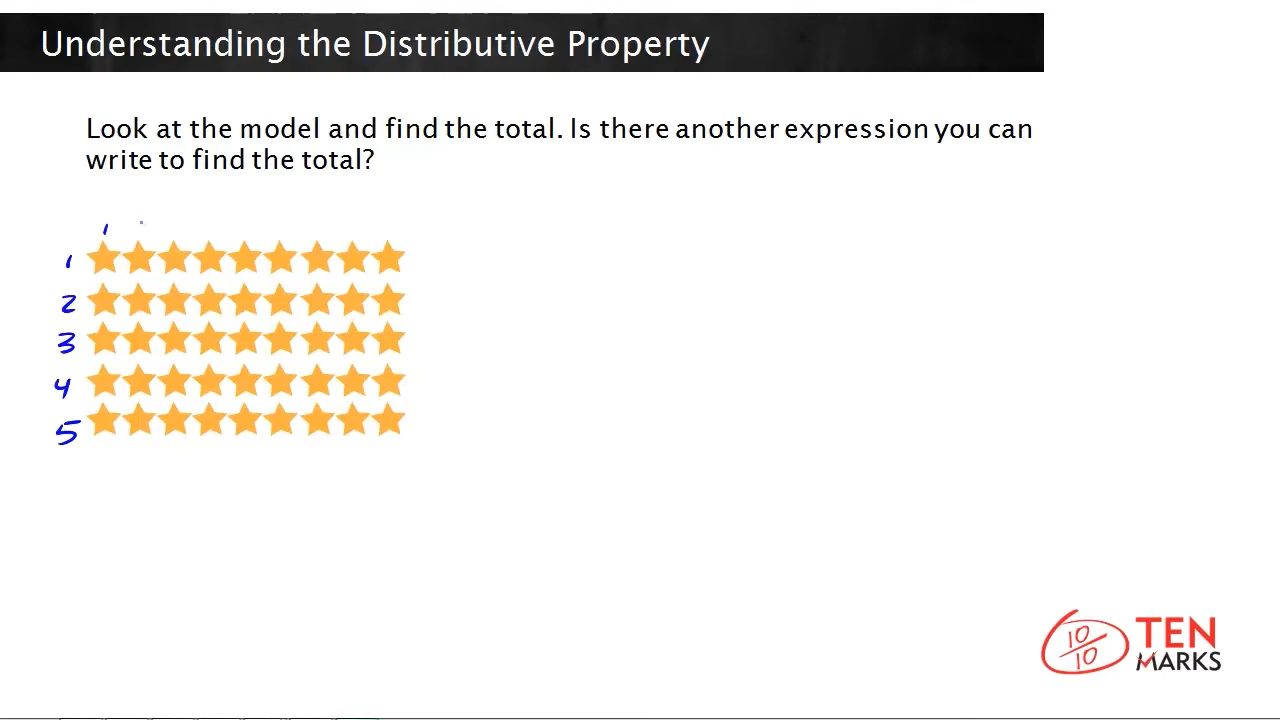 Understanding the Distributive Property
Look at the model and find the total. Is there another expression you can
write to find the total?
1
1
2
3
4
5
10
10
TEN
MARKS